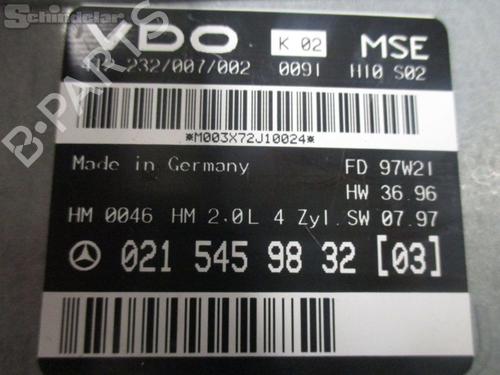 Schindelar
VDO K 02 MSE
412.232/007/002 0091 H10 S02
*M003X72J10024*
Made in Germany FD 97W21
HW 36.96
HM 0046 HM 2.0L 4 Zyl. SW 07.97
021 545 98 32 [03]
B-PARTS